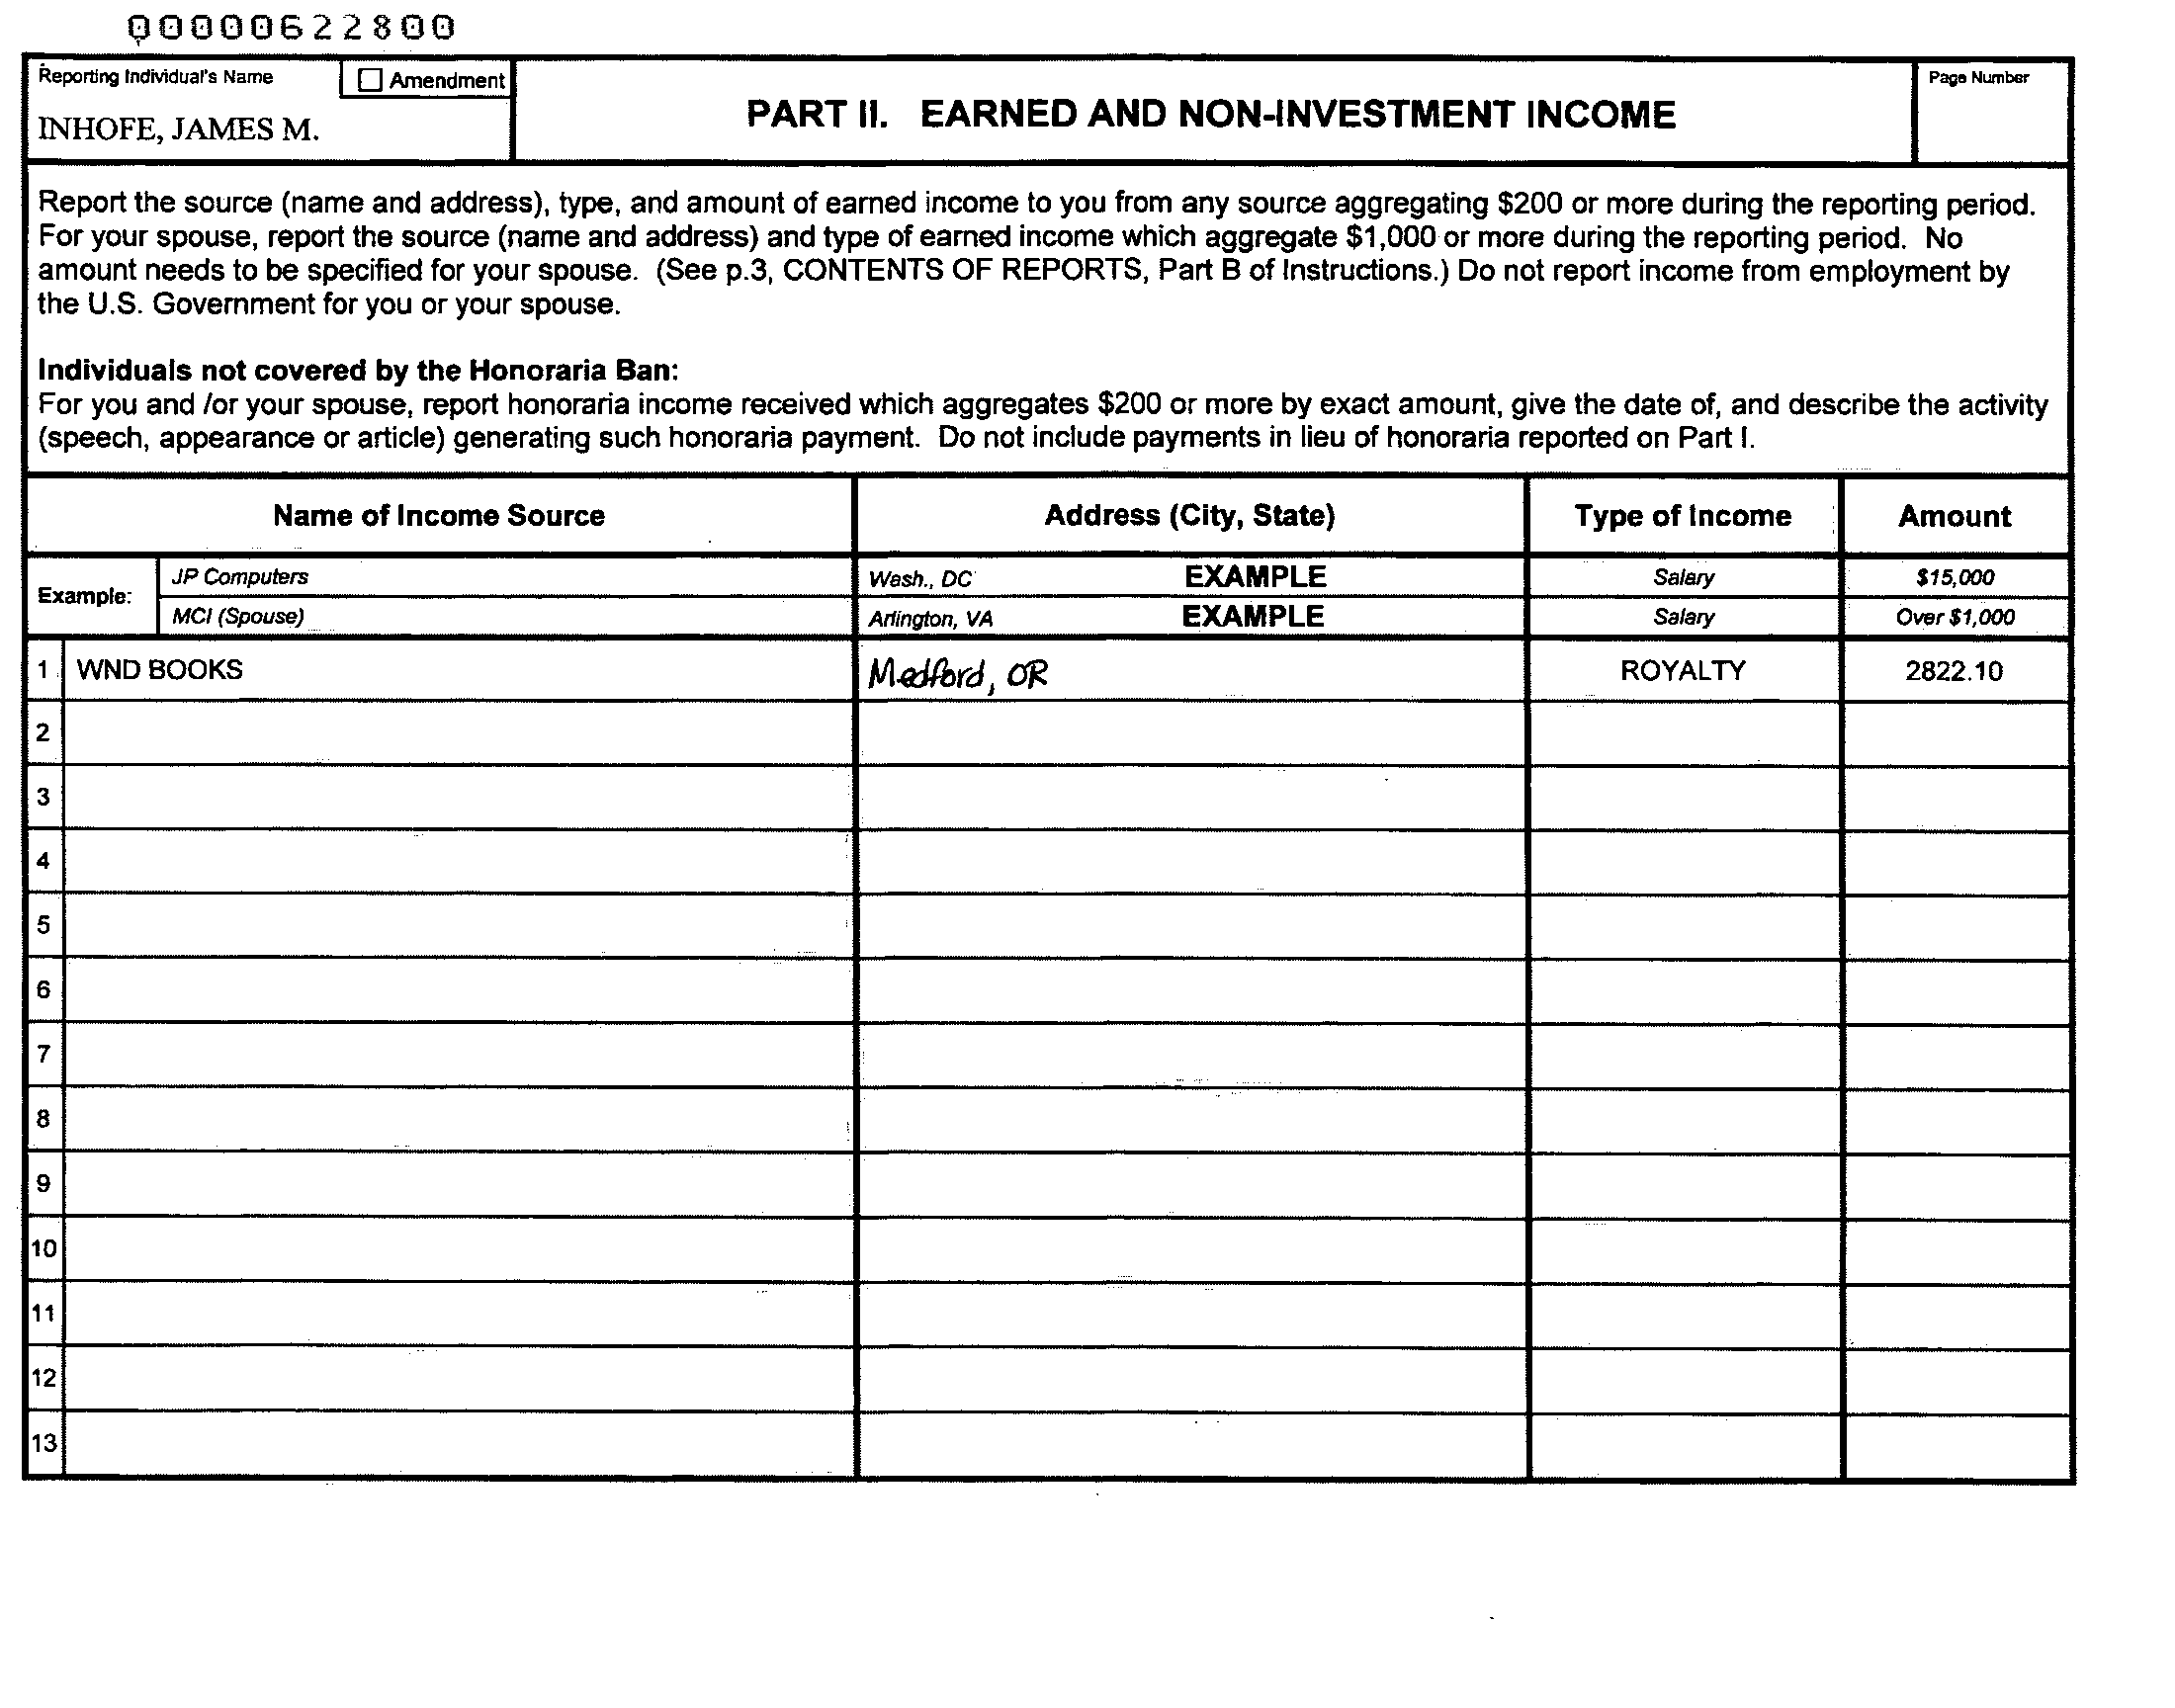 00000622800
Reporting Individual's Name
☐ Amendment
INHOFE, JAMES M.
PART II. EARNED AND NON-INVESTMENT INCOME
Page Number
Report the source (name and address), type, and amount of earned income to you from any source aggregating $200 or more during the reporting period.
For your spouse, report the source (name and address) and type of earned income which aggregate $1,000 or more during the reporting period. No
amount needs to be specified for your spouse. (See p.3, CONTENTS OF REPORTS, Part B of Instructions.) Do not report income from employment by
the U.S. Government for you or your spouse.
Individuals not covered by the Honoraria Ban:
For you and /or your spouse, report honoraria income received which aggregates $200 or more by exact amount, give the date of, and describe the activity
(speech, appearance or article) generating such honoraria payment. Do not include payments in lieu of honoraria reported on Part I.
Name of Income Source Address (City, State) Type of Income Amount
Example:
JP Computers Wash., DC EXAMPLE Salary $15,000
MCI (Spouse) Arlington, VA EXAMPLE Salary Over $1,000
1 WND BOOKS Medford, OR ROYALTY 2822.10
2
3
4
5
6
7
8
9
10
11
12
13